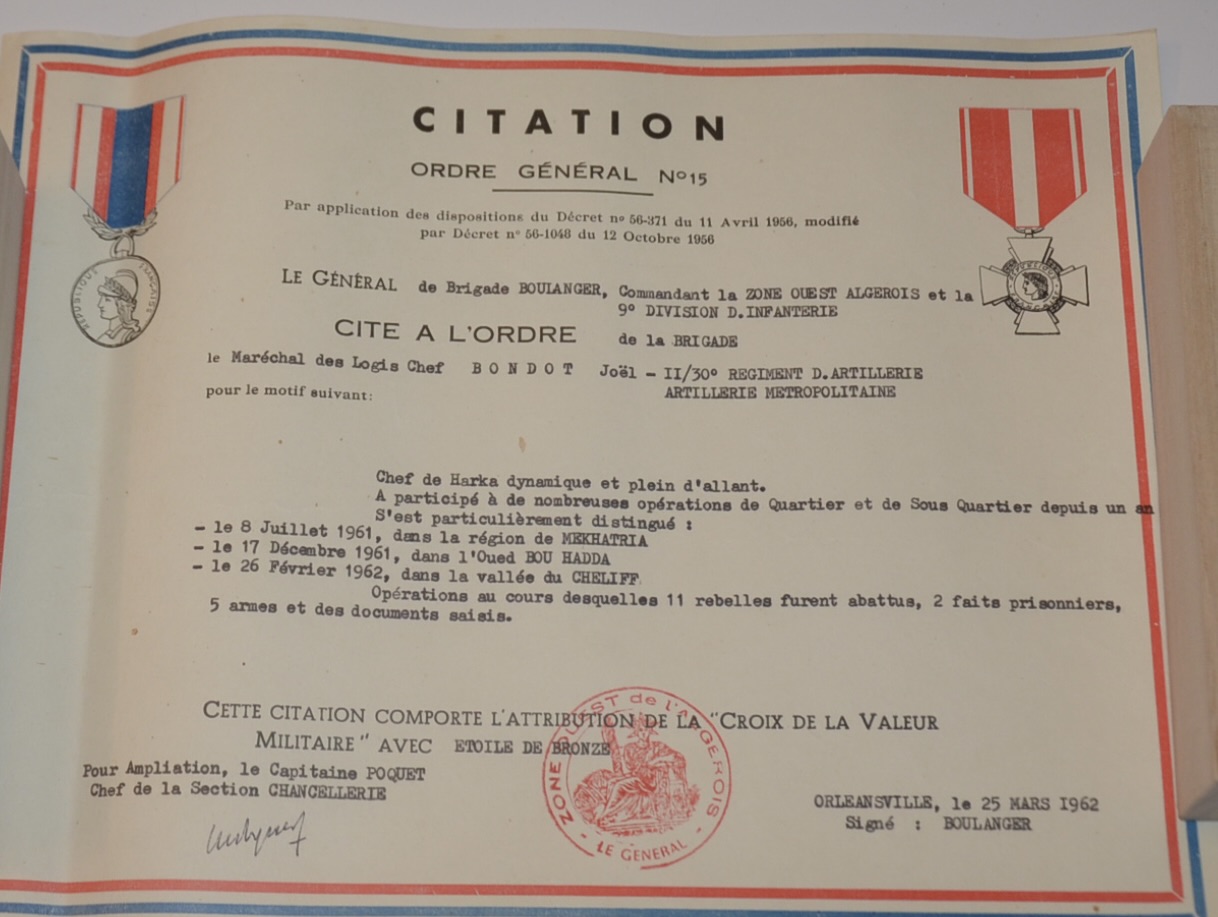 CITATION
ORDRE GÉNÉRAL Nº 15
Par application des dispositions du Décret nº 56-371 du 11 Avril 1956, modifié
par Décret nº 56-1048 du 12 Octobre 1956
LE GÉNÉRAL de Brigade BOULANGER, Commandant la ZONE OUEST ALGEROIS et la
9º DIVISION D.INFANTERIE
CITE A L'ORDRE de la BRIGADE
le Maréchal des Logis Chef B O N D O T Joël - II/30º REGIMENT D.ARTILLERIE
ARTILLERIE METROPOLITAINE
pour le motif suivant:
Chef de Harka dynamique et plein d'allant.
A participé à de nombreuses opérations de Quartier et de Sous Quartier depuis un an
S'est particulièrement distingué :
- le 8 Juillet 1961, dans la région de MEKHATRIA
- le 17 Décembre 1961, dans l'Oued BOU HADDA
- le 26 Février 1962, dans la vallée du CHELIFF.
Opérations au cours desquelles 11 rebelles furent abattus, 2 faits prisonniers,
5 armes et des documents saisis.
CETTE CITATION COMPORTE L'ATTRIBUTION DE LA "CROIX DE LA VALEUR
MILITAIRE" AVEC ETOILE DE BRONZE
Pour Ampliation, le Capitaine POQUET
Chef de la Section CHANCELLERIE
ORLEANSVILLE, le 25 MARS 1962
Signé : BOULANGER
ZONE OUEST de l'ALGEROIS
- LE GÉNÉRAL -
RÉPUBLIQUE FRANÇAISE